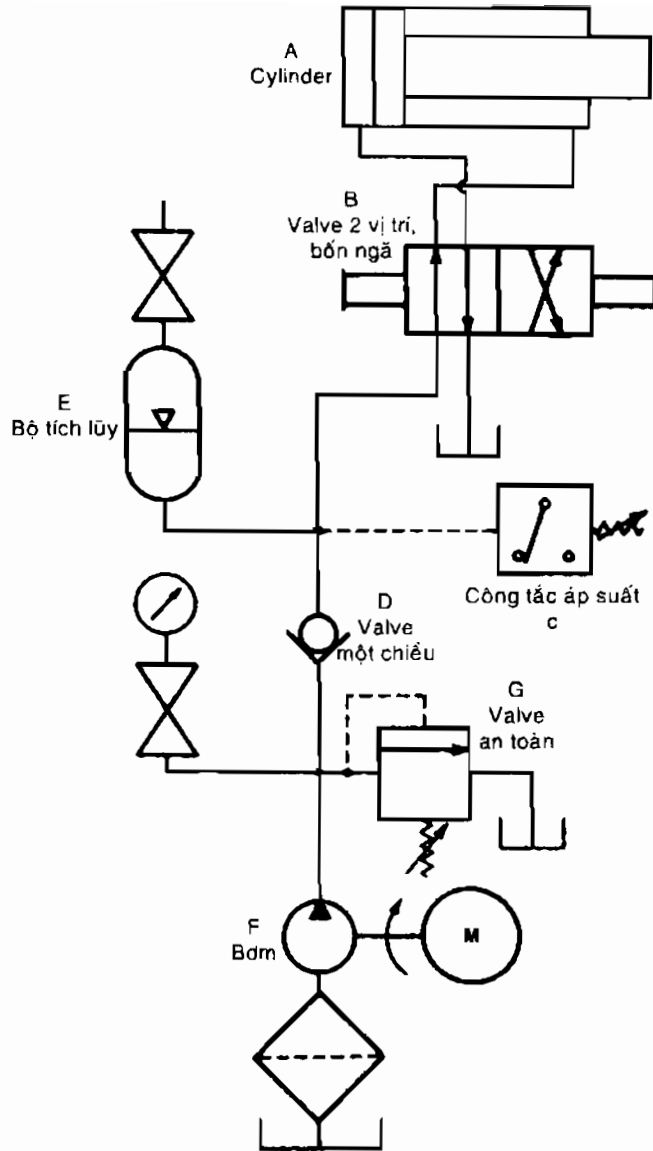 A
Cylinder
B
Valve 2 vị trí,
bốn ngã
E
Bộ tích lũy
Công tắc áp suất
c
D
Valve
một chiều
G
Valve
an toàn
F
Bơm
M